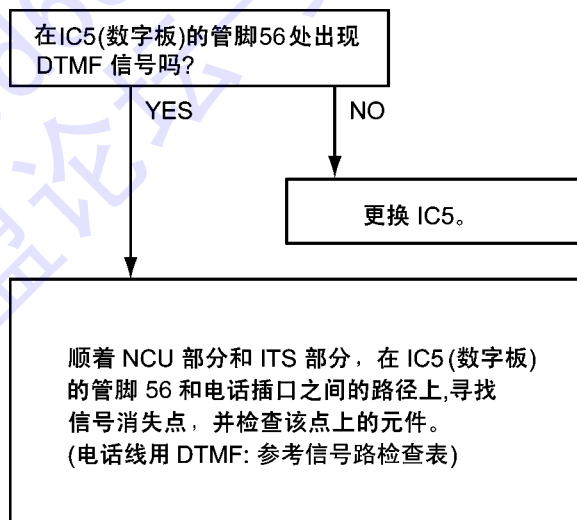 在IC5(数字板)的管脚56处出现
DTMF 信号吗?
YES
NO
更换 IC5。
顺着 NCU 部分和 ITS 部分，在 IC5(数字板)
的管脚 56 和电话插口之间的路径上,寻找
信号消失点，并检查该点上的元件。
(电话线用 DTMF: 参考信号路检查表)